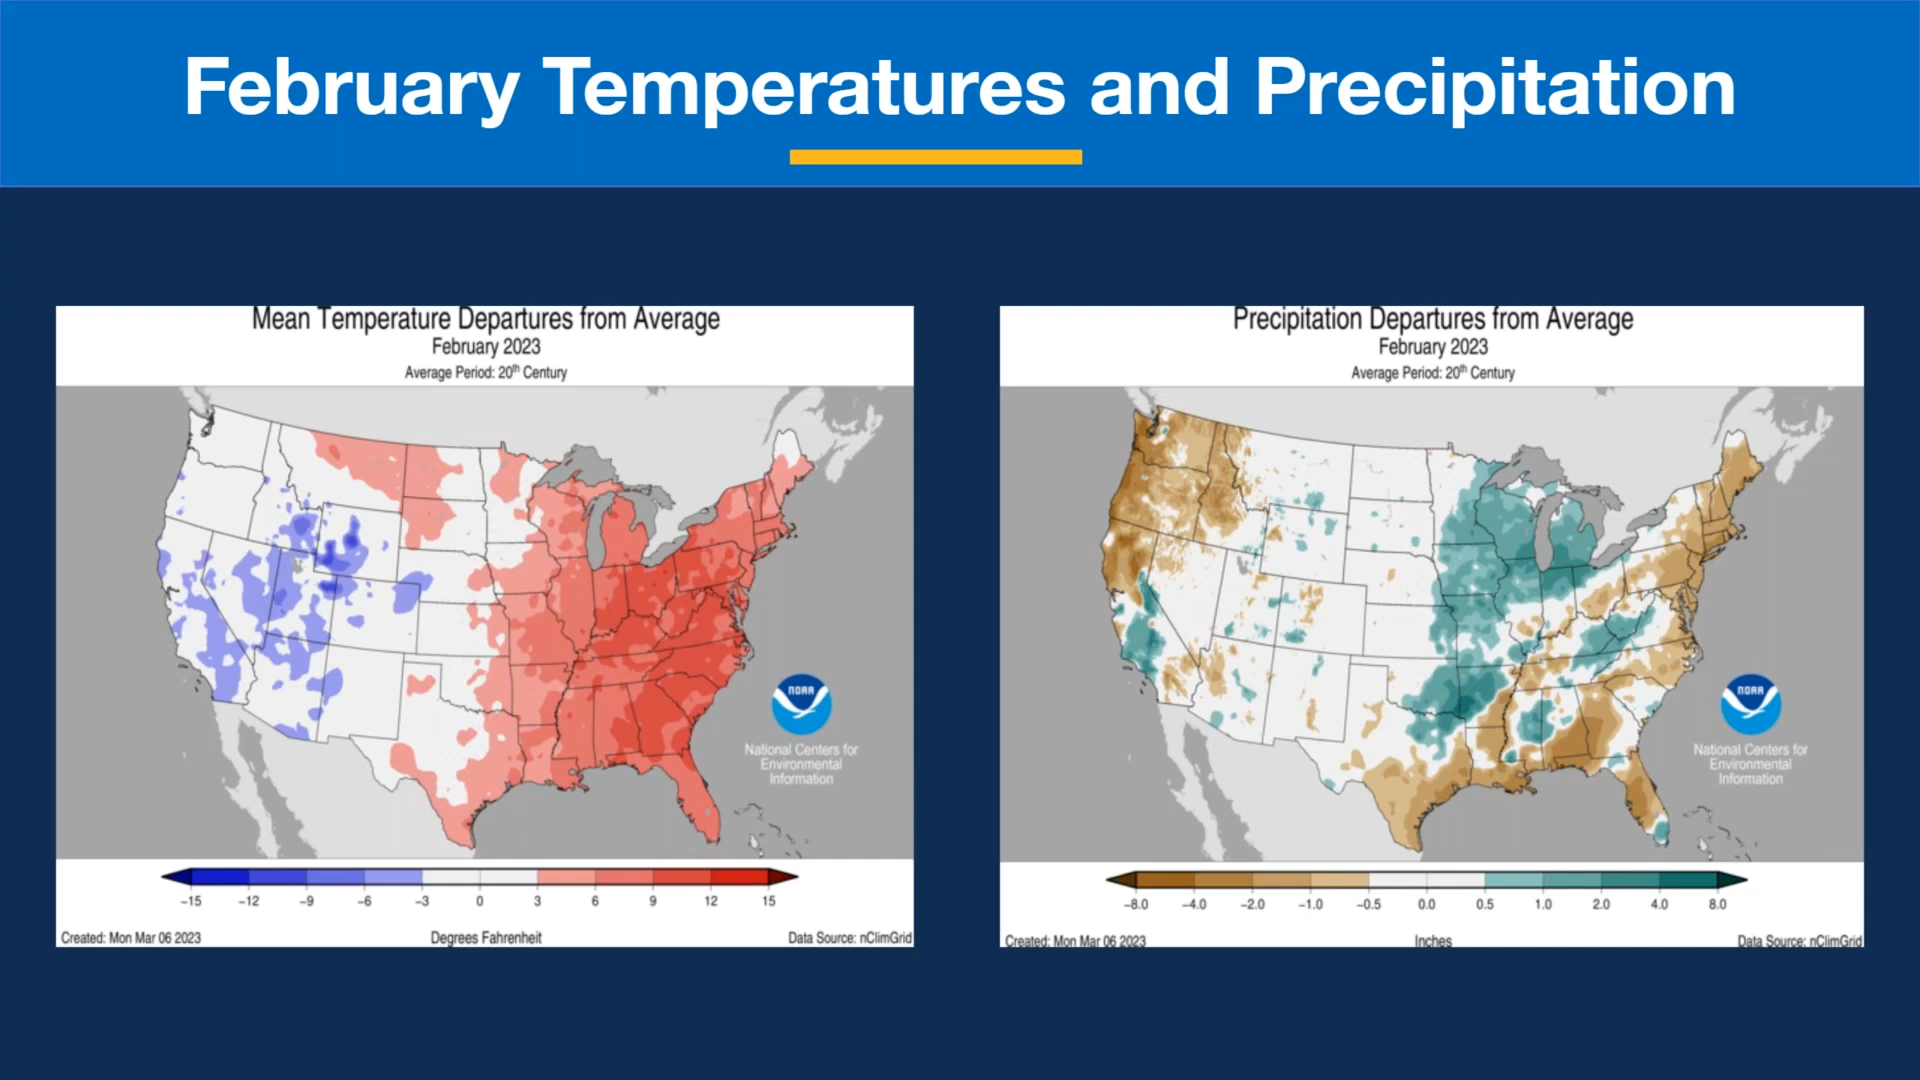 February Temperatures and Precipitation
Mean Temperature Departures from Average
February 2023
Average Period: 20th Century
NOAA
National Centers for
Environmental
Information
−15 −12 −9 −6 −3 0 3 6 9 12 15
Created: Mon Mar 06 2023 Degrees Fahrenheit Data Source: nClimGrid
Precipitation Departures from Average
February 2023
Average Period: 20th Century
NOAA
National Centers for
Environmental
Information
−8.0 −4.0 −2.0 −1.0 −0.5 0.0 0.5 1.0 2.0 4.0 8.0
Created: Mon Mar 06 2023 Inches Data Source: nClimGrid